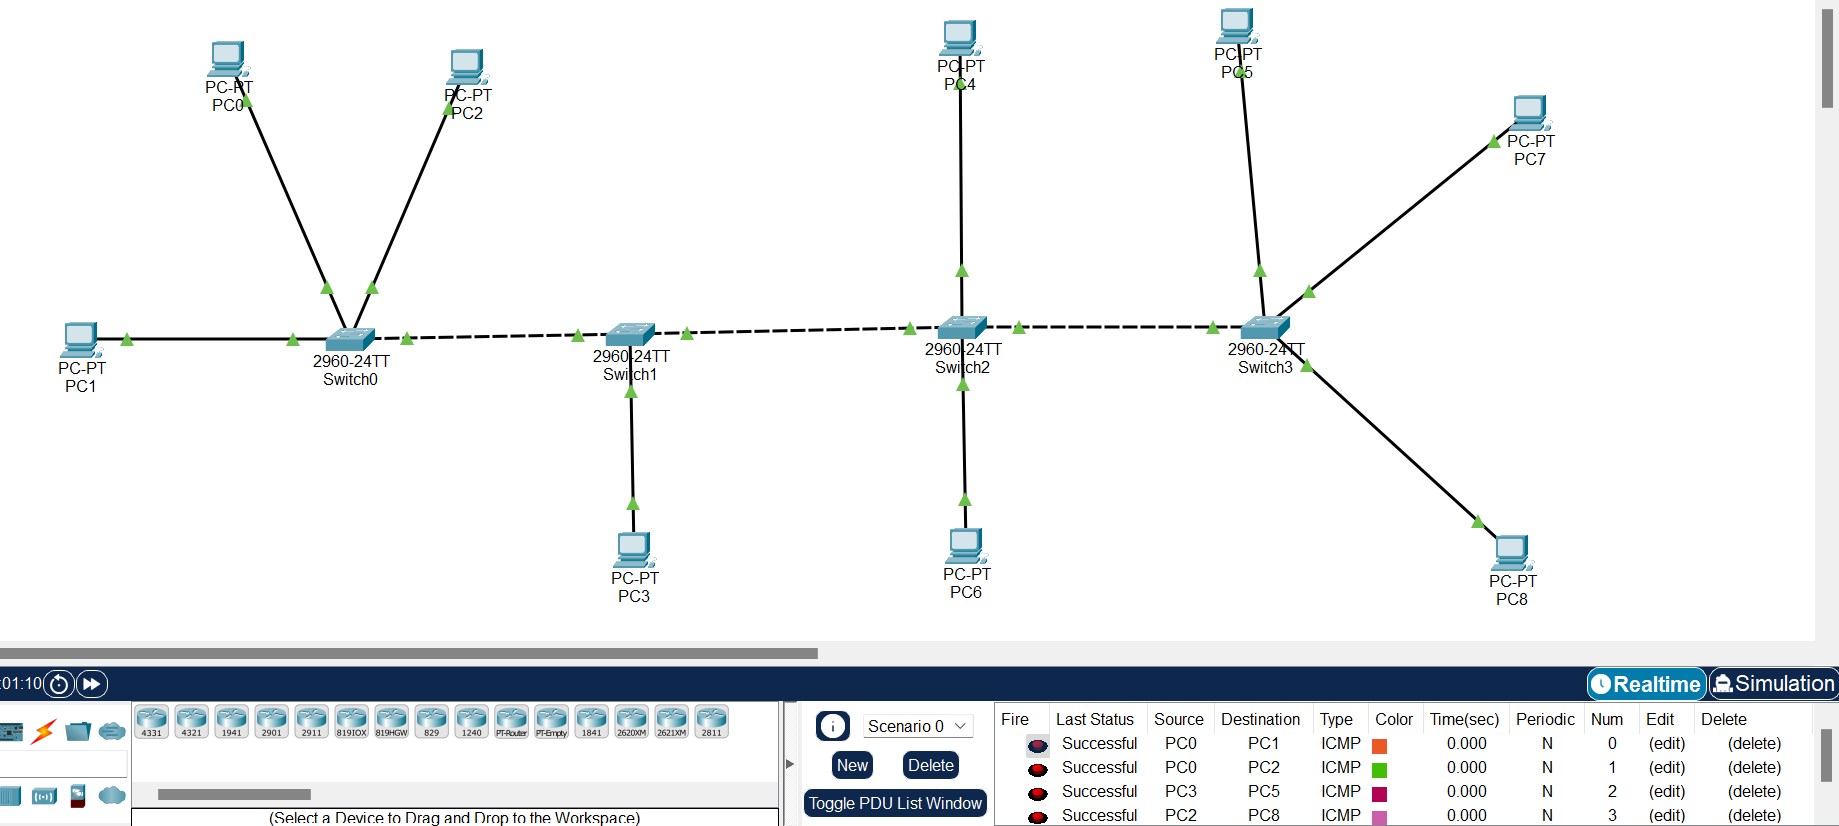 PC-PT
PC0
PC-PT
PC2
PC-PT
PC4
PC-PT
PC5
PC-PT
PC7
PC-PT
PC1
2960-24TT
Switch0
2960-24TT
Switch1
2960-24TT
Switch2
2960-24TT
Switch3
PC-PT
PC3
PC-PT
PC6
PC-PT
PC8
:01:10
Realtime
Simulation
4331
4321
1941
2901
2911
819IOX
819HGW
829
1240
PT-Router
PT-Empty
1841
2620XM
2621XM
2811
(Select a Device to Drag and Drop to the Workspace)
Scenario 0
New
Delete
Toggle PDU List Window
Fire Last Status Source Destination Type Color Time(sec) Periodic Num Edit Delete
Successful PC0 PC1 ICMP 0.000 N 0 (edit) (delete)
Successful PC0 PC2 ICMP 0.000 N 1 (edit) (delete)
Successful PC3 PC5 ICMP 0.000 N 2 (edit) (delete)
Successful PC2 PC8 ICMP 0.000 N 3 (edit) (delete)